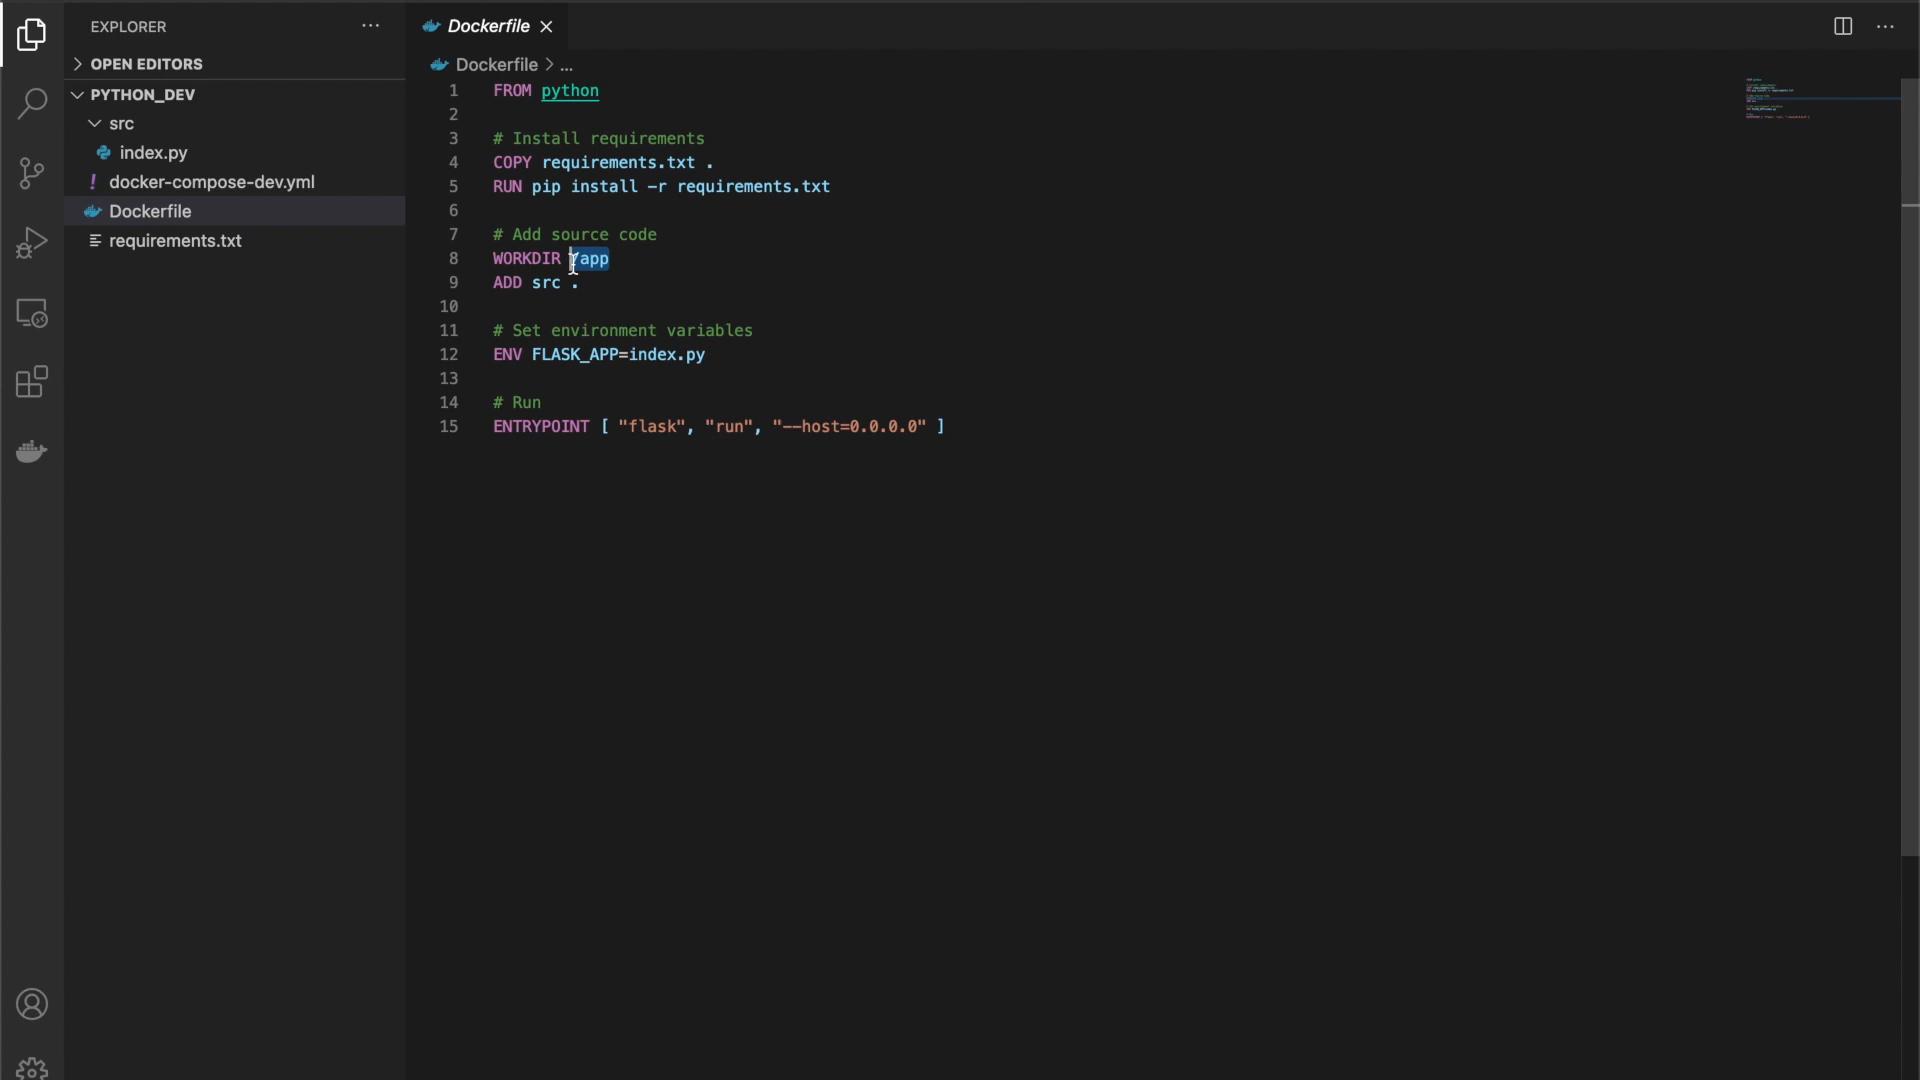 EXPLORER
OPEN EDITORS
PYTHON_DEV
src
index.py
! docker-compose-dev.yml
Dockerfile
requirements.txt
Dockerfile
Dockerfile > ...
1 FROM python
2
3 # Install requirements
4 COPY requirements.txt .
5 RUN pip install -r requirements.txt
6
7 # Add source code
8 WORKDIR /app
9 ADD src .
10
11 # Set environment variables
12 ENV FLASK_APP=index.py
13
14 # Run
15 ENTRYPOINT [ "flask", "run", "--host=0.0.0.0" ]